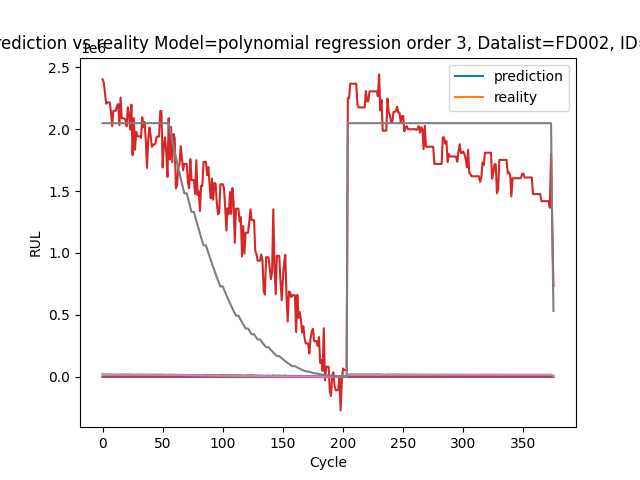 rediction vs reality Model=polynomial regression order 3, Datalist=FD002, ID=
1e6
2.5
2.0
1.5
1.0
0.5
0.0
RUL
prediction
reality
0 50 100 150 200 250 300 350
Cycle